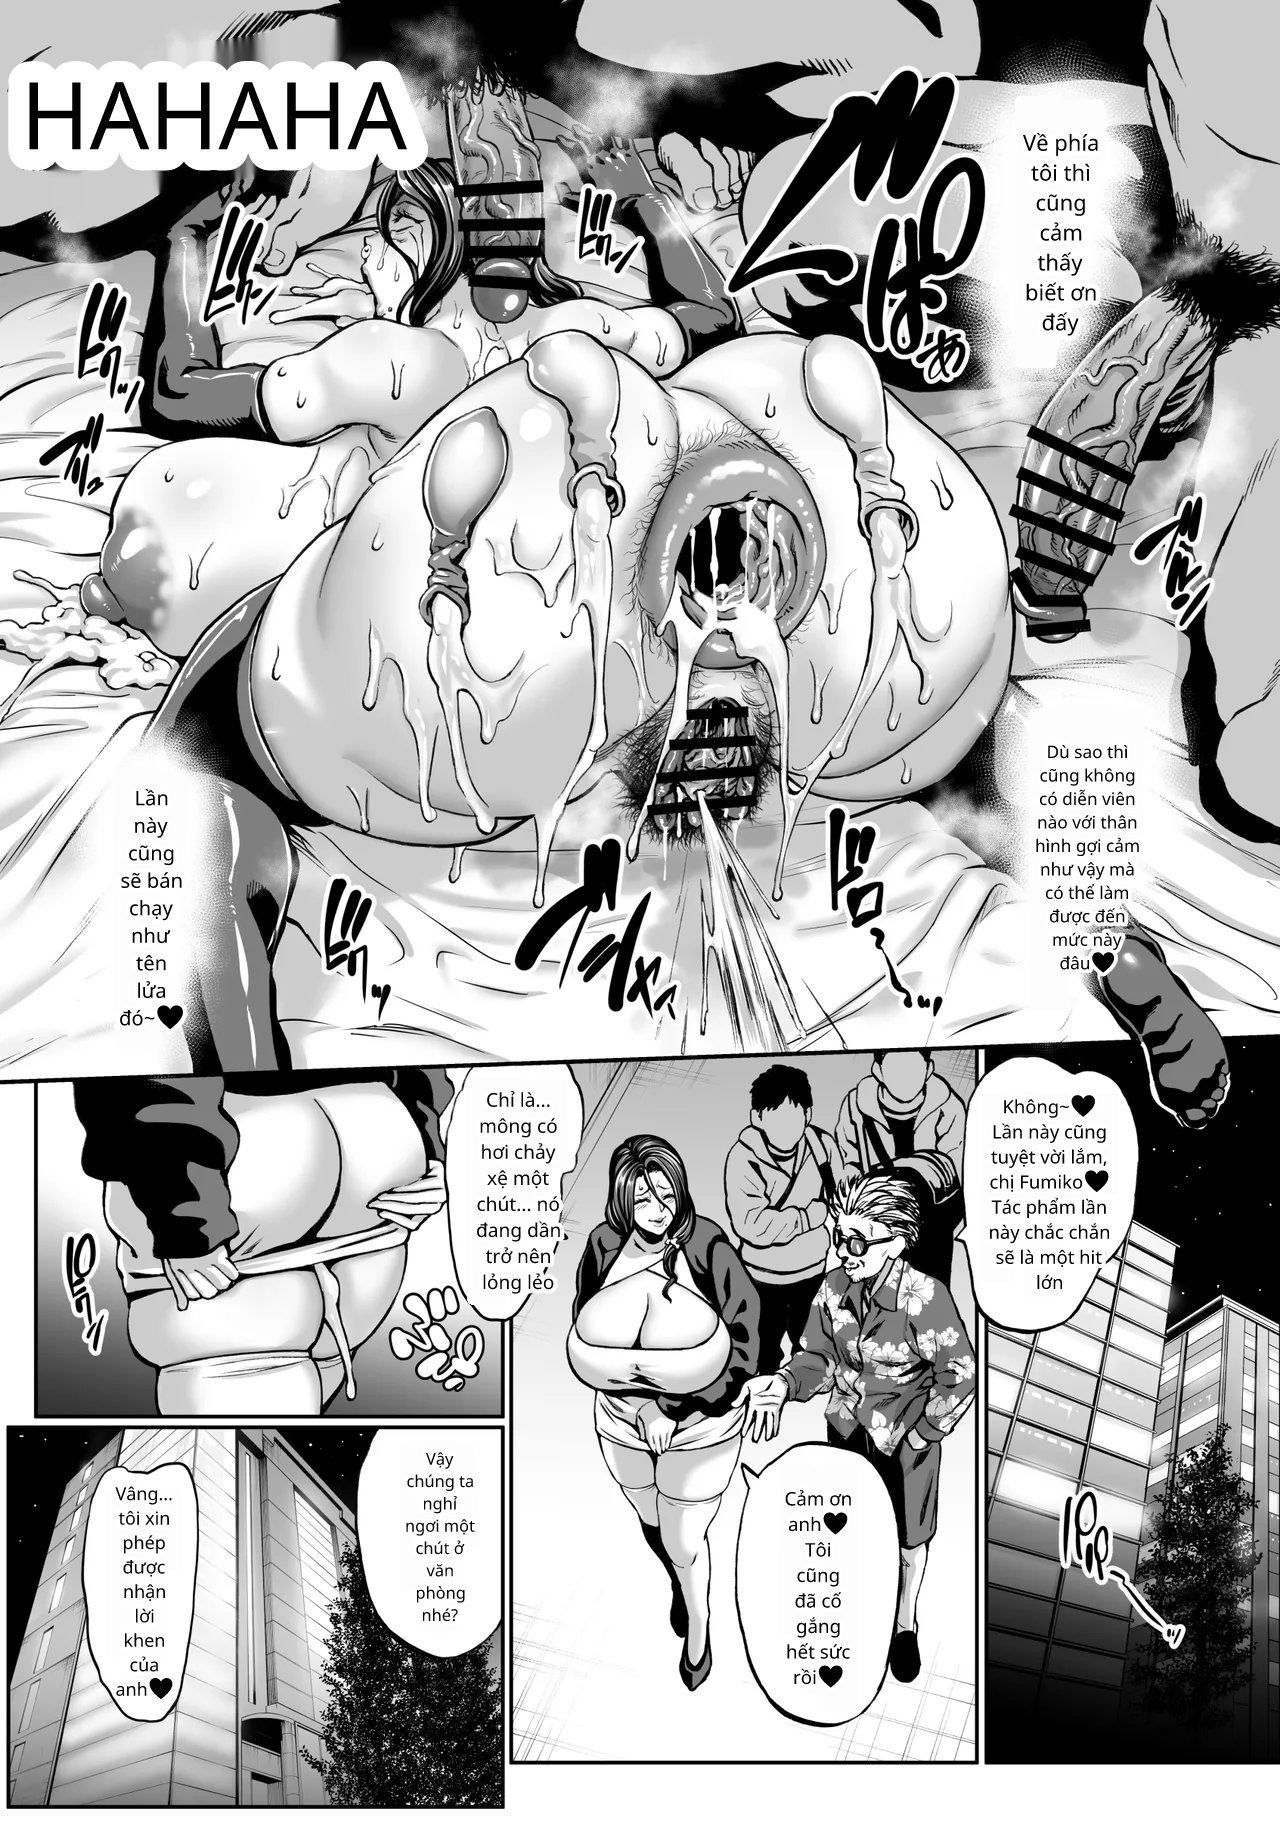 HAHAHA
Về phía
tôi thì
cũng
cảm
thấy
biết ơn
đấy
Dù sao thì
cũng không
có diễn viên
nào với thân
hình gợi cảm
như vậy mà
có thể làm
được đến
mức này
đâu♥
Lần
này
cũng
sẽ bán
chạy
như
tên
lửa
đó~♥
Không~♥
Lần này cũng
tuyệt vời lắm,
chị Fumiko♥
Tác phẩm lần
này chắc chắn
sẽ là một hit
lớn
Cảm ơn
anh♥
Tôi
cũng
đã cố
gắng
hết sức
rồi♥
Chỉ là...
mông có
hơi chảy
xệ một
chút... nó
đang dần
trở nên
lỏng lẻo
Vậy
chúng ta
nghỉ
ngơi một
chút ở
văn
phòng
nhé?
Vâng...
tôi xin
phép
được
nhận
lời
khen
của
anh♥